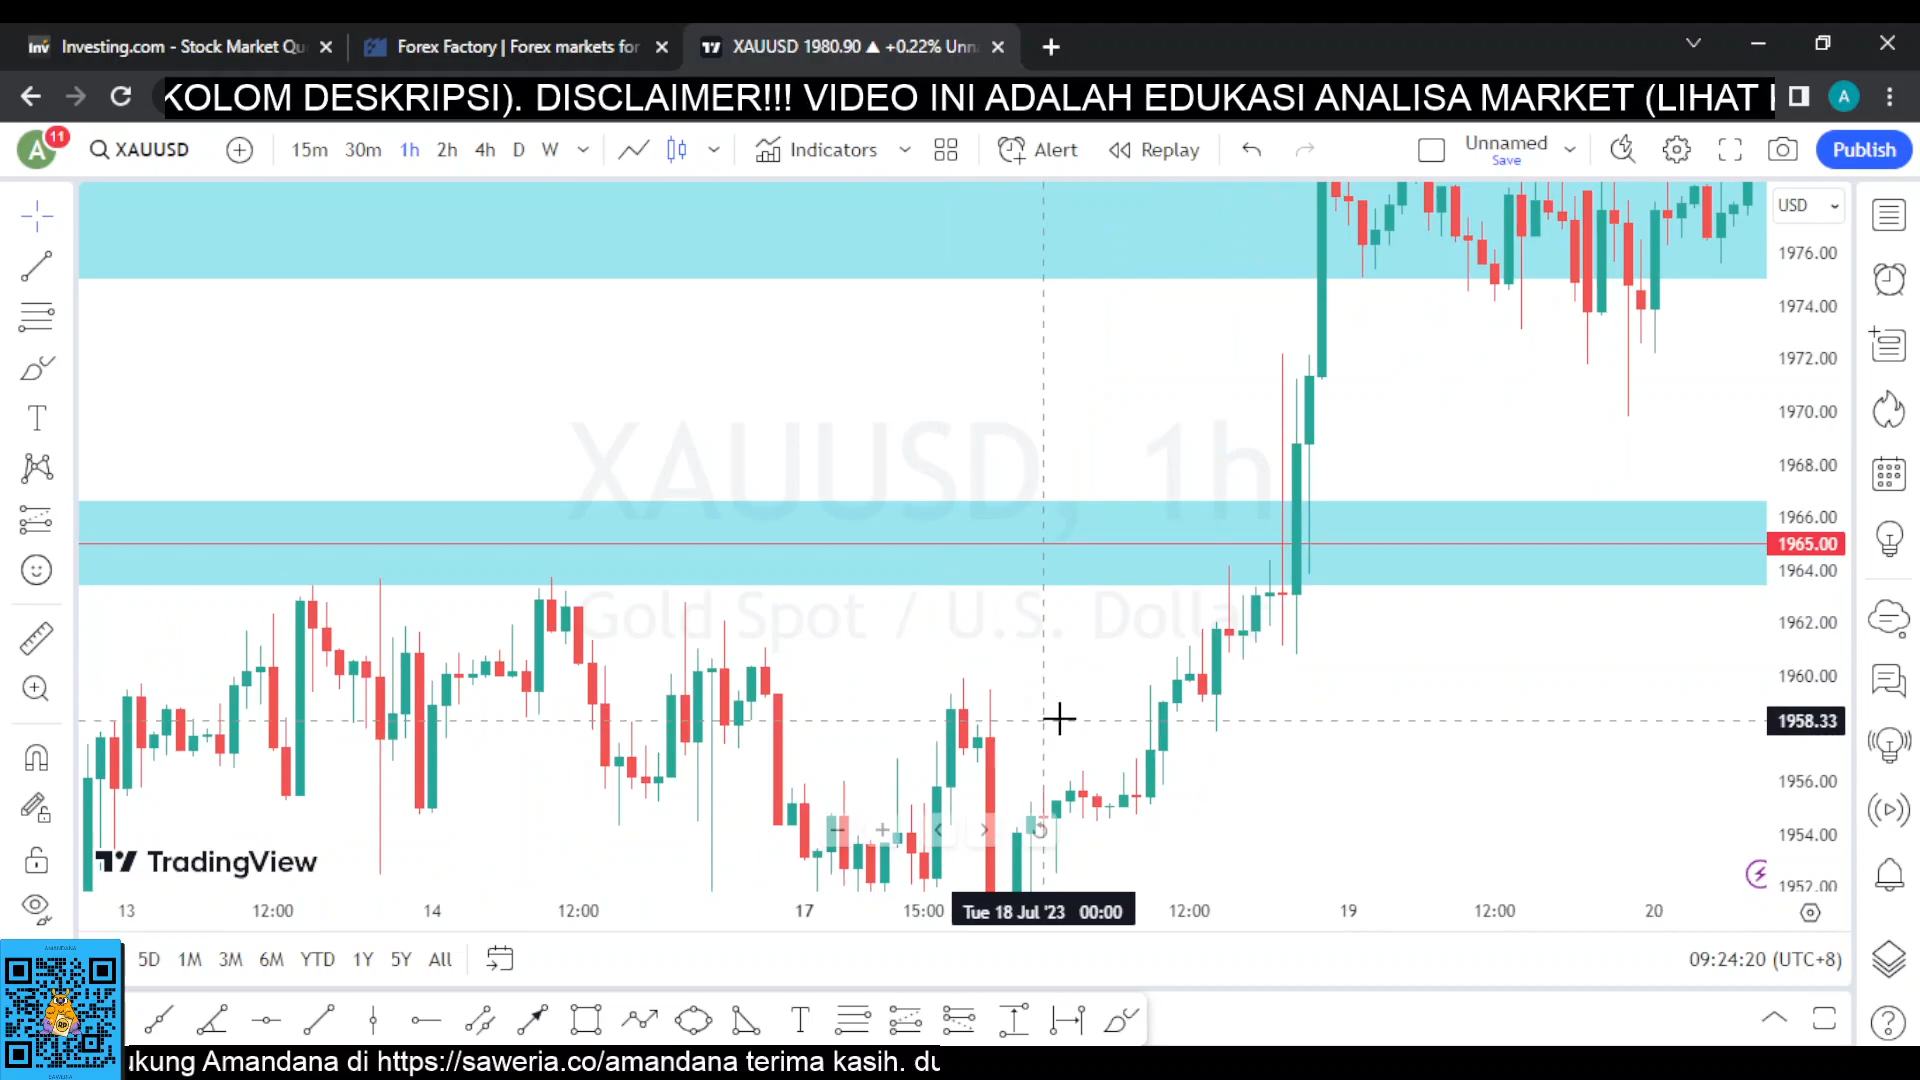 Investing.com - Stock Market Qu
Forex Factory | Forex markets for
XAUUSD 1980.90 ▲ +0.22% Unn
KOLOM DESKRIPSI). DISCLAIMER!!! VIDEO INI ADALAH EDUKASI ANALISA MARKET (LIHAT
A
A
11
XAUUSD
15m
30m
1h
2h
4h
D
W
Indicators
Alert
Replay
Unnamed
Save
Publish
USD
1976.00
1974.00
1972.00
1970.00
1968.00
1966.00
1965.00
1964.00
1962.00
1960.00
1958.33
1956.00
1954.00
1952.00
XAUUSD, 1h
Gold Spot / U.S. Dollar
TradingView
13
12:00
14
12:00
17
15:00
Tue 18 Jul '23 00:00
12:00
19
12:00
20
5D
1M
3M
6M
YTD
1Y
5Y
All
09:24:20 (UTC+8)
ukung Amandana di https://saweria.co/amandana terima kasih. du